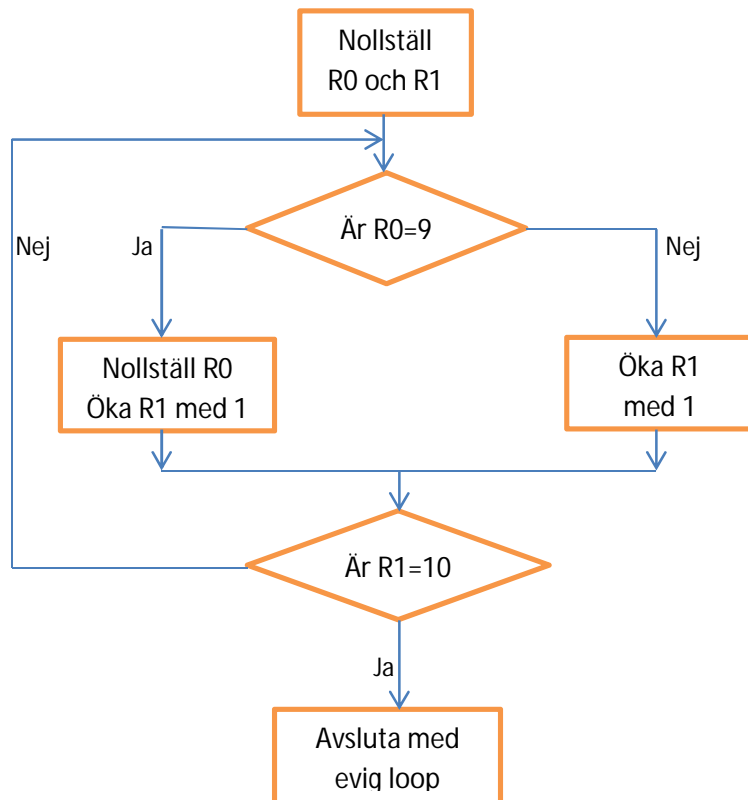 Nollställ
R0 och R1
Är R0=9
Nej
Ja
Nej
Nollställ R0
Öka R1 med 1
Öka R1
med 1
Är R1=10
Ja
Avsluta med
evig loop